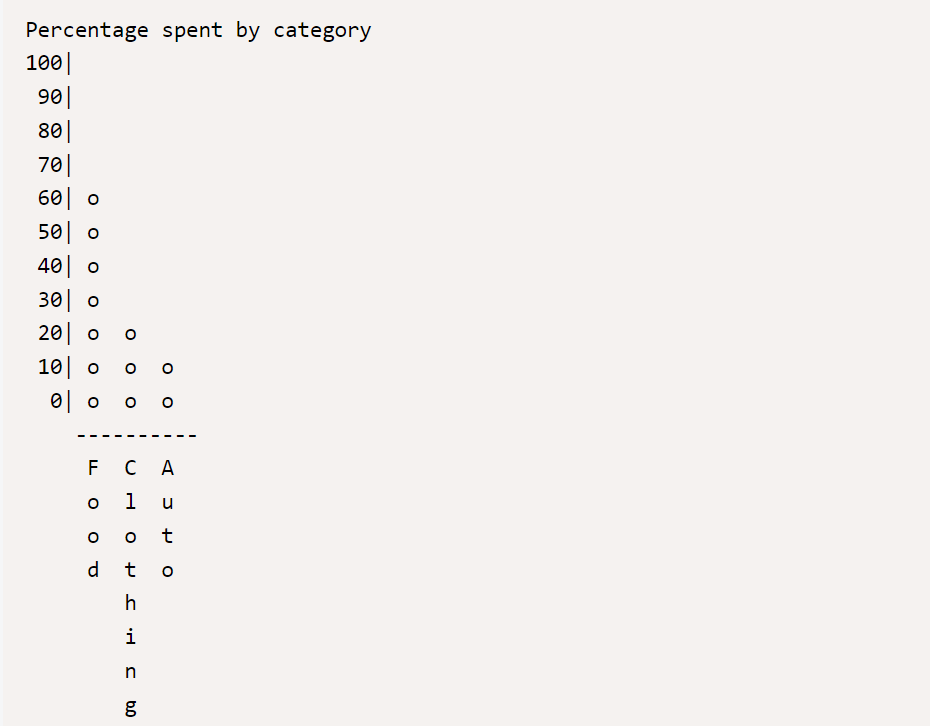 Percentage spent by category
100|
 90|
 80|
 70|
 60| o
 50| o
 40| o
 30| o
 20| o  o
 10| o  o  o
  0| o  o  o
    ----------
     F  C  A
     o  l  u
     o  o  t
     d  t  o
        h
        i
        n
        g